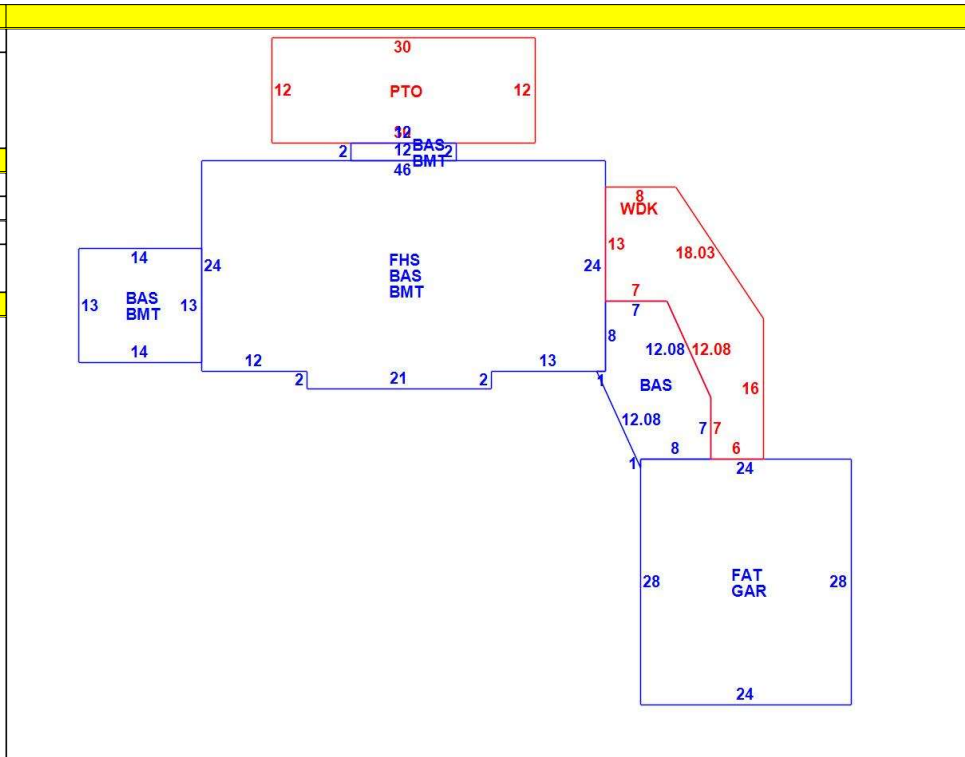 30
12 PTO 12
30
12
2 12 BAS 2
BMT
46
8
WDK
13
18.03
14
24 FHS 24
BAS
BMT
13 BAS 13
BMT
14
7
7
8
12.08 12.08
12 13
2 21 2
1
BAS
16
12.08
7 7
8 6
1
24
28 FAT 28
GAR
24